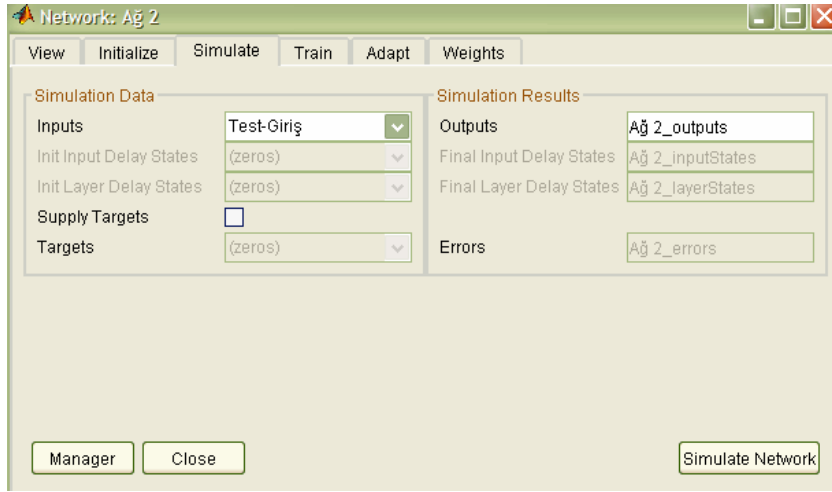 Network: Ağ 2
View Initialize Simulate Train Adapt Weights
Simulation Data
Inputs Test-Giriş
Init Input Delay States (zeros)
Init Layer Delay States (zeros)
Supply Targets
Targets (zeros)
Simulation Results
Outputs Ağ 2_outputs
Final Input Delay States Ağ 2_inputStates
Final Layer Delay States Ağ 2_layerStates
Errors Ağ 2_errors
Manager Close Simulate Network